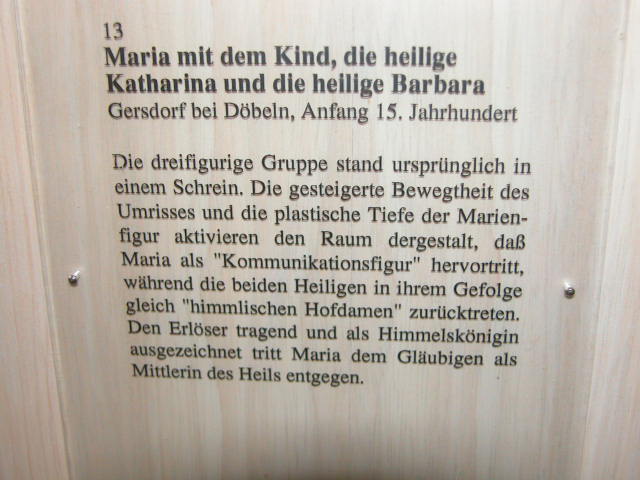 13
Maria mit dem Kind, die heilige
Katharina und die heilige Barbara
Gersdorf bei Döbeln, Anfang 15. Jahrhundert
Die dreifigurige Gruppe stand ursprünglich in
einem Schrein. Die gesteigerte Bewegtheit des
Umrisses und die plastische Tiefe der Marien-
figur aktivieren den Raum dergestalt, daß
Maria als "Kommunikationsfigur" hervortritt,
während die beiden Heiligen in ihrem Gefolge
gleich "himmlischen Hofdamen" zurücktreten.
Den Erlöser tragend und als Himmelskönigin
ausgezeichnet tritt Maria dem Gläubigen als
Mittlerin des Heils entgegen.